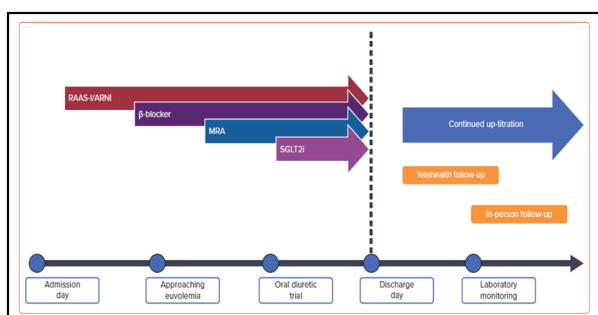 RAAS-I/ARNI
β-blocker
MRA
SGLT2i
Continued up-titration
Telehealth follow-up
In-person follow-up
Admission
day
Approaching
euvolemia
Oral diuretic
trial
Discharge
day
Laboratory
monitoring